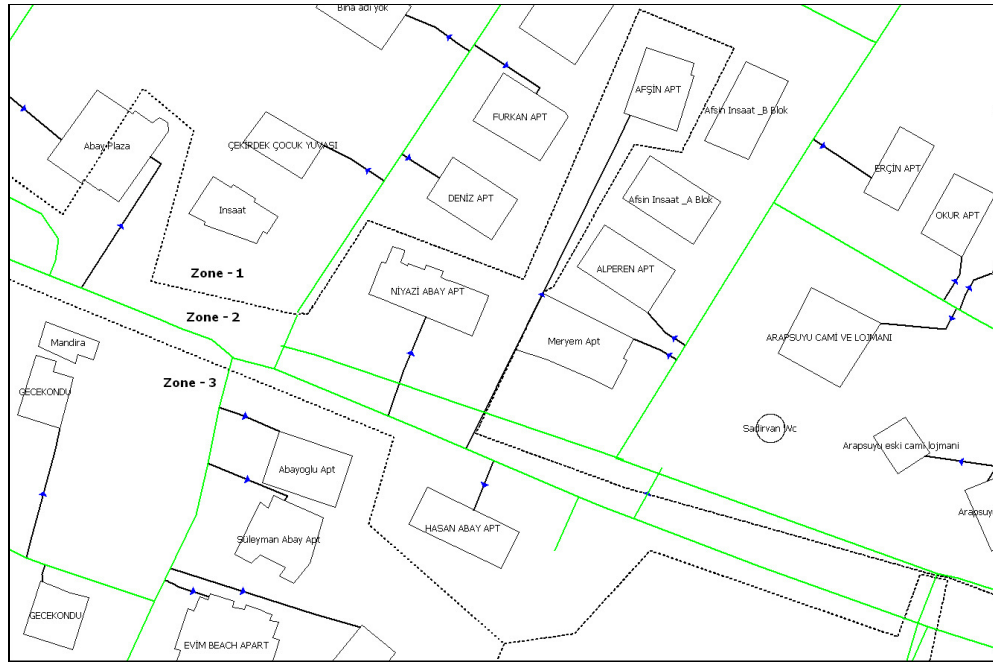 Bina adı yok
AFŞİN APT
Afsin Insaat _B Blok
FURKAN APT
Abay Plaza
ÇEKİRDEK ÇOCUK YUVASI
ERÇİN APT
DENİZ APT
Afsin Insaat _A Blok
Insaat
OKUR APT
Zone - 1
ALPEREN APT
NİYAZİ ABAY APT
Zone - 2
Mandira
Meryem Apt
ARAPSUYU CAMİ VE LOJMANI
Zone - 3
GECEKONDU
Sadirvan Wc
Arapsuyu eski cami lojmani
Abayoglu Apt
HASAN ABAY APT
Arapsuyu
Süleyman Abay Apt
GECEKONDU
EVİM BEACH APART